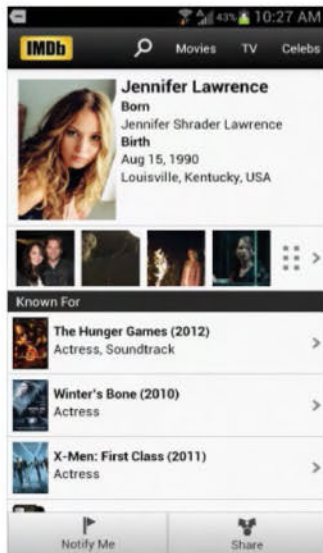 43% 10:27 AM
IMDb Movies TV Celebs
Jennifer Lawrence
Born
Jennifer Shrader Lawrence
Birth
Aug 15, 1990
Louisville, Kentucky, USA
Known For
The Hunger Games (2012)
Actress, Soundtrack
Winter's Bone (2010)
Actress
X-Men: First Class (2011)
Actress
Notify Me Share